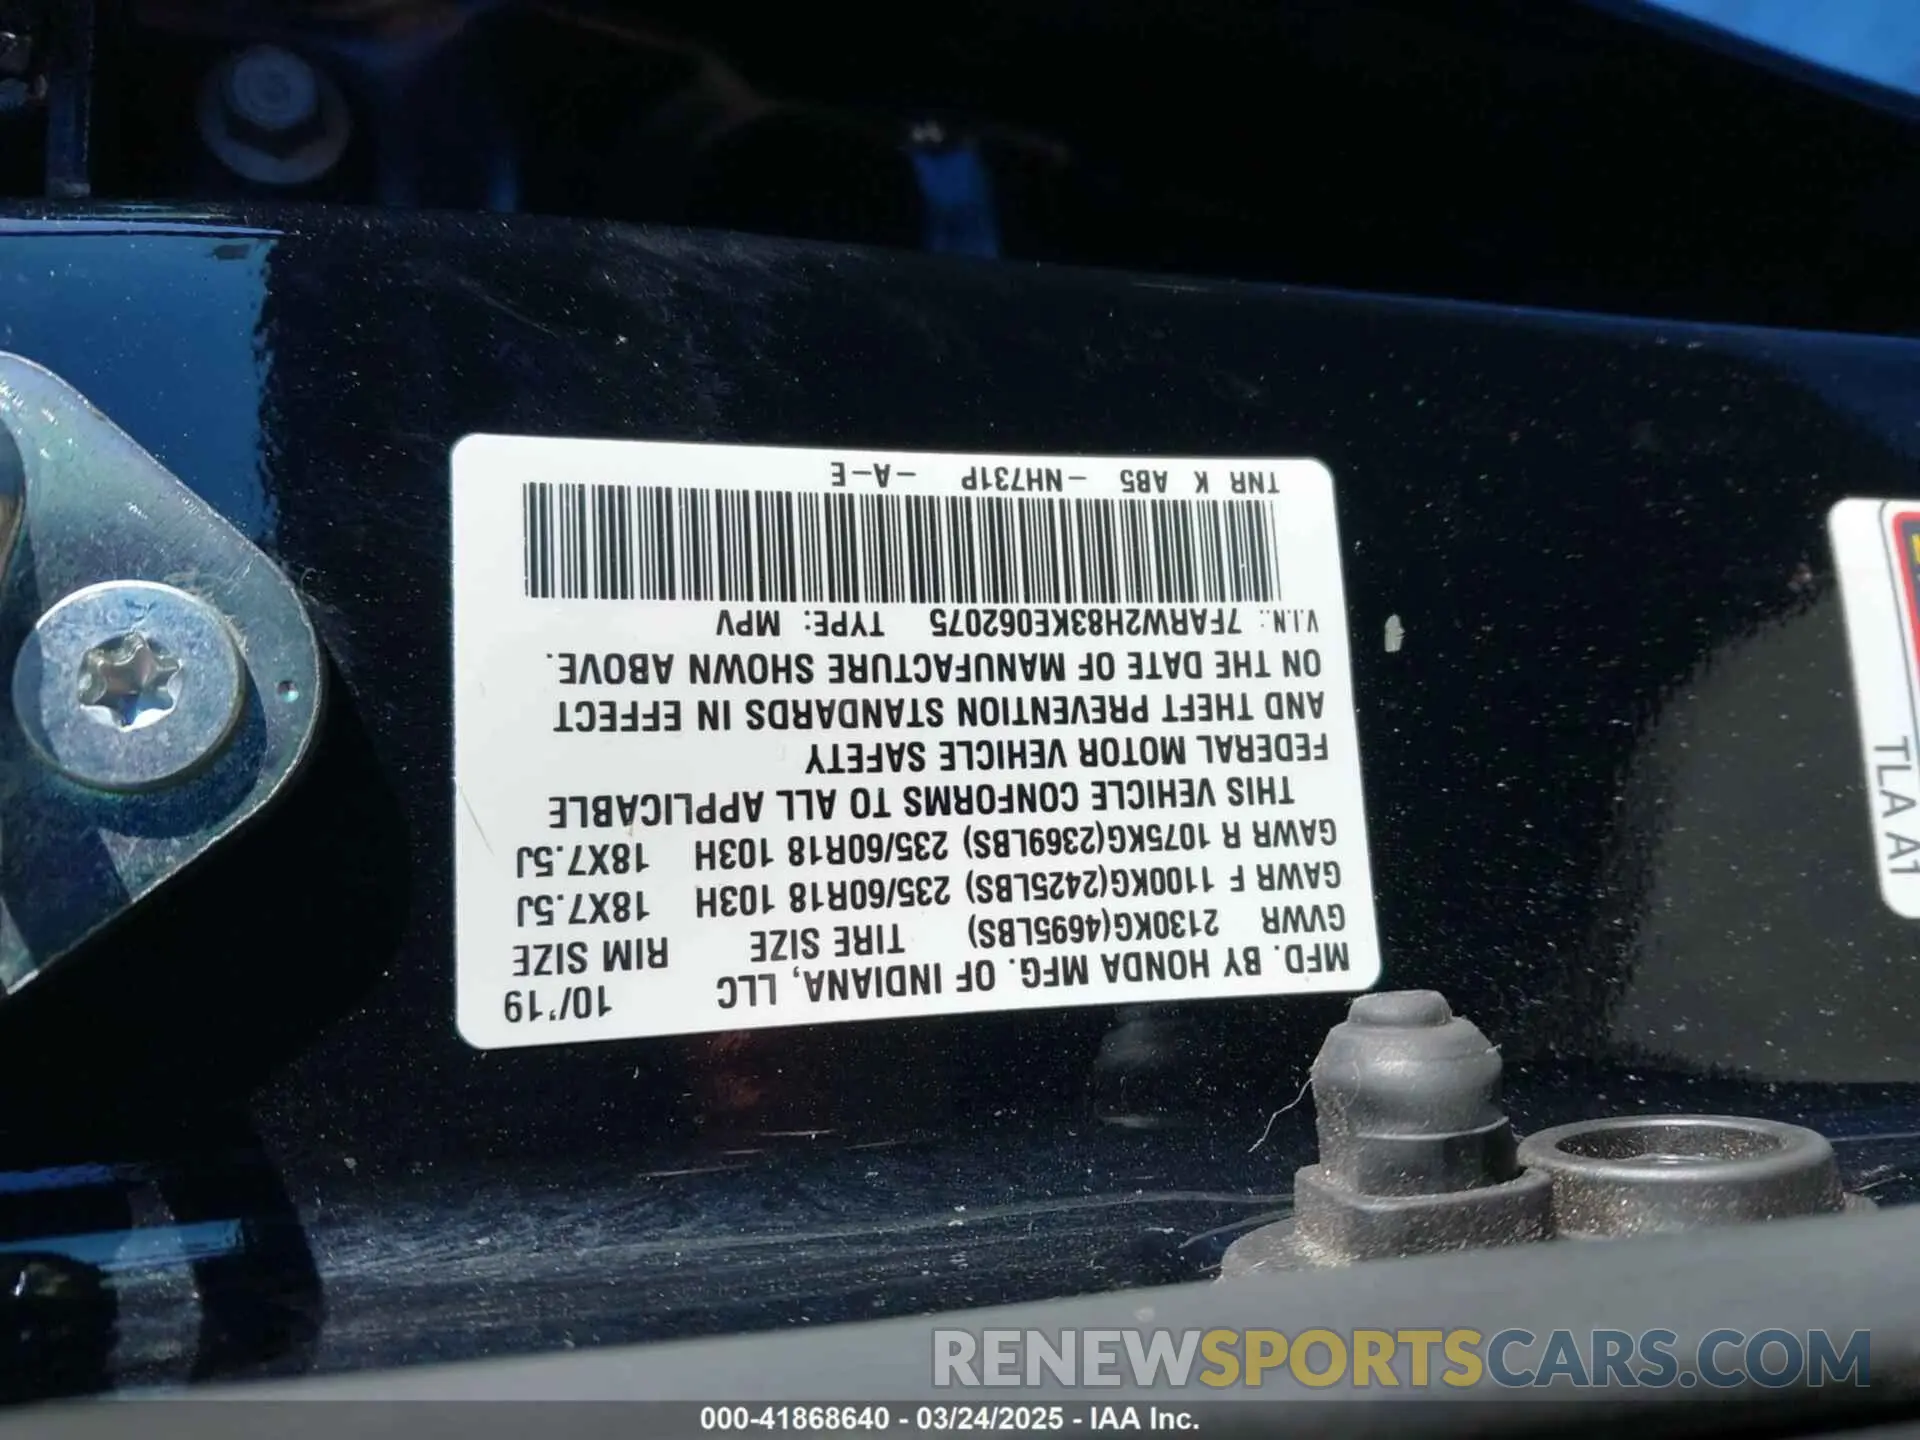 MFD. BY HONDA MFG. OF INDIANA, LLC 10/'19
GVWR 2130KG(4695LBS) TIRE SIZE RIM SIZE
GAWR F 1100KG(2425LBS) 235/60R18 103H 18X7.5J
GAWR R 1075KG(2369LBS) 235/60R18 103H 18X7.5J
THIS VEHICLE CONFORMS TO ALL APPLICABLE
FEDERAL MOTOR VEHICLE SAFETY
AND THEFT PREVENTION STANDARDS IN EFFECT
ON THE DATE OF MANUFACTURE SHOWN ABOVE.
V.I.N.: 7FARW2H83KE062075 TYPE: MPV
TNR K AB5 -NH731P -A-E
TLA A1
RENEWSPORTSCARS.COM
000-41868640 - 03/24/2025 - IAA Inc.